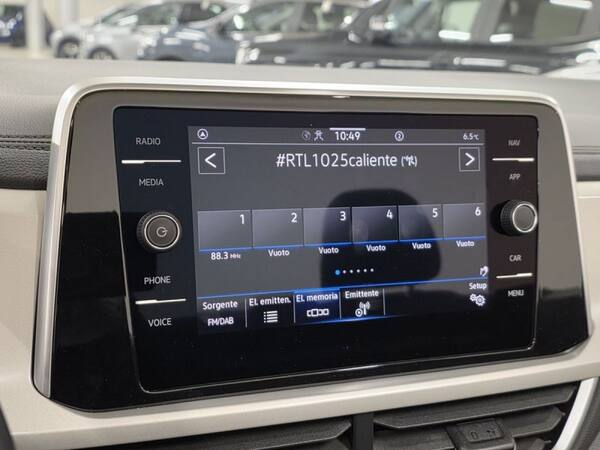 RADIO
MEDIA
PHONE
VOICE
10:49
2
6.5°C
<
#RTL1025caliente
>
1 2 3 4 5 6
88.3 MHz Vuoto Vuoto Vuoto Vuoto Vuoto
Setup
Sorgente El. emitten. El. memoria Emittente
FM/DAB
NAV
APP
CAR
MENU